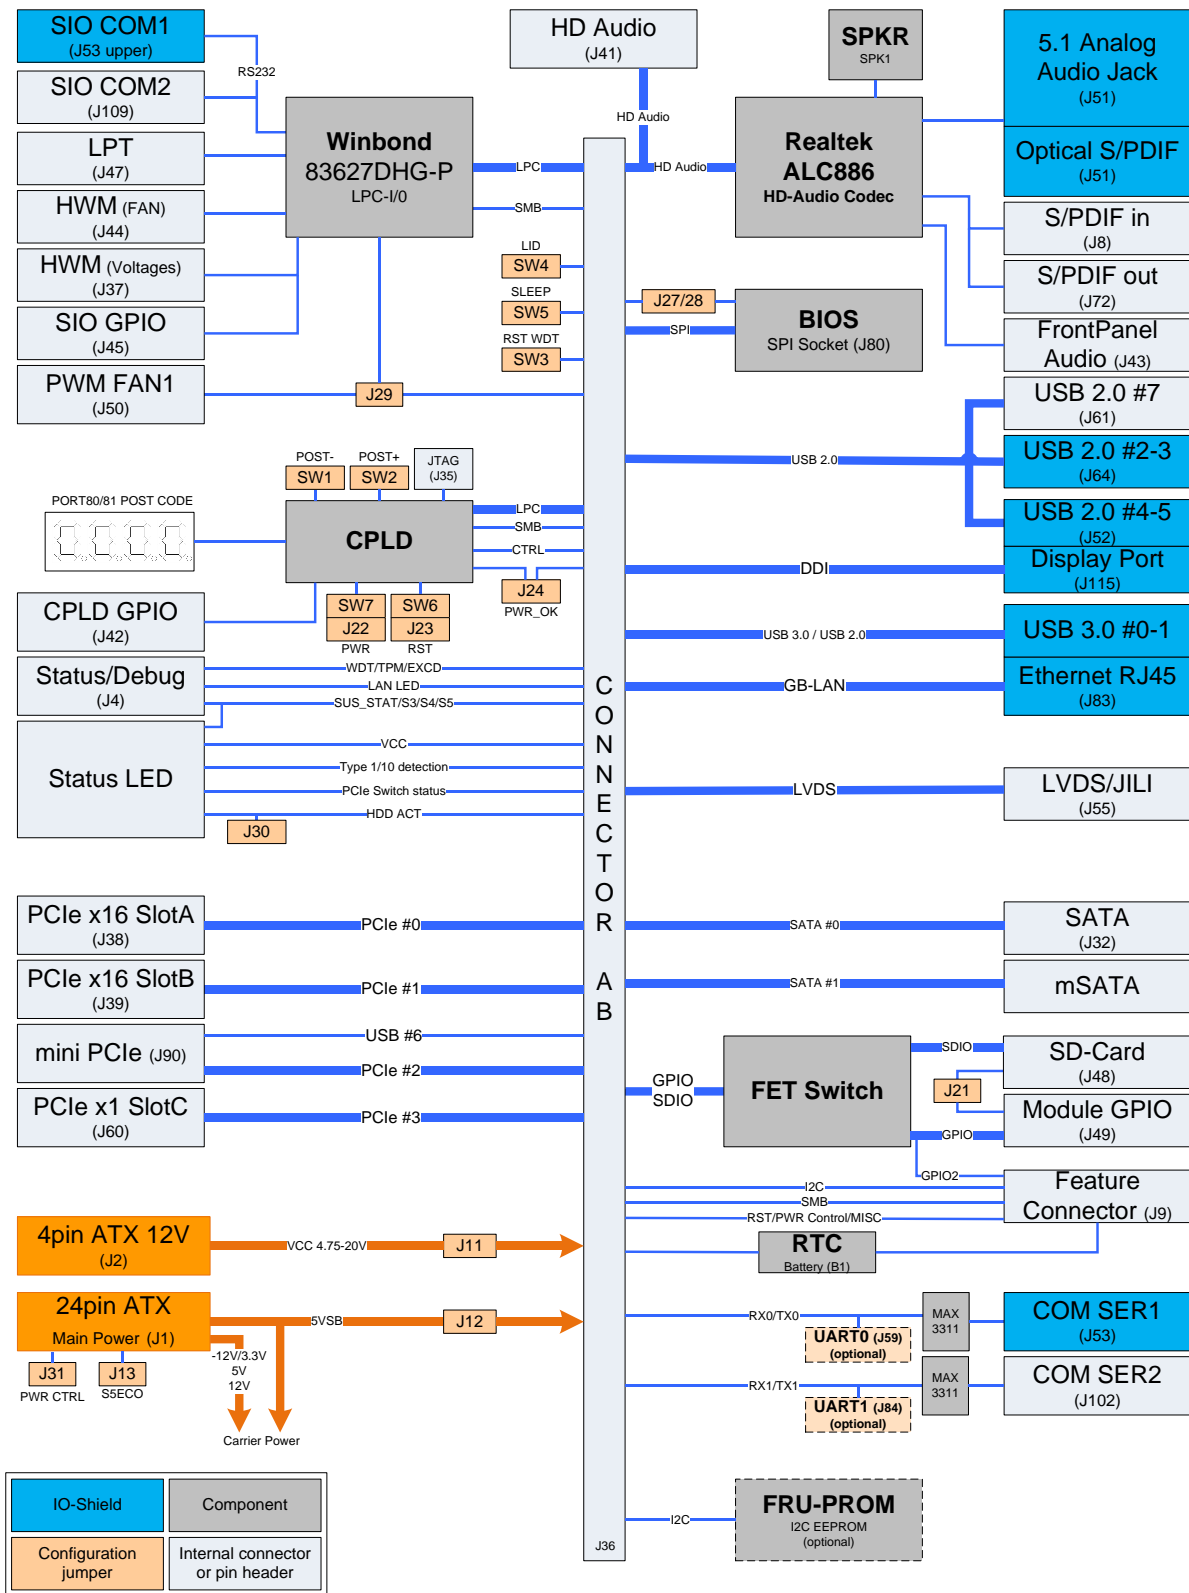 SIO COM1
(J53 upper)
SIO COM2
(J109)
LPT
(J47)
HWM (FAN)
(J44)
HWM (Voltages)
(J37)
SIO GPIO
(J45)
PWM FAN1
(J50)
RS232
Winbond
83627DHG-P
LPC-I/0
J29
HD Audio
(J41)
HD Audio
LPC
SMB
HD Audio
SPKR
SPK1
Realtek
ALC886
HD-Audio Codec
5.1 Analog
Audio Jack
(J51)
Optical S/PDIF
(J51)
S/PDIF in
(J8)
S/PDIF out
(J72)
FrontPanel
Audio (J43)
LID
SW4
SLEEP
SW5
RST WDT
SW3
J27/28
SPI
BIOS
SPI Socket (J80)
USB 2.0 #7
(J61)
USB 2.0
USB 2.0 #2-3
(J64)
USB 2.0 #4-5
(J52)
DDI
Display Port
(J115)
USB 3.0 / USB 2.0
USB 3.0 #0-1
GB-LAN
Ethernet RJ45
(J83)
LVDS
LVDS/JILI
(J55)
PORT80/81 POST CODE
POST-
SW1
POST+
SW2
JTAG
(J35)
CPLD
LPC
SMB
CTRL
J24
PWR_OK
SW7
J22
PWR
SW6
J23
RST
CPLD GPIO
(J42)
Status/Debug
(J4)
WDT/TPM/EXCD
LAN LED
SUS_STAT/S3/S4/S5
Status LED
VCC
Type 1/10 detection
PCIe Switch status
HDD ACT
J30
CONNECTOR AB
J36
PCIe x16 SlotA
(J38)
PCIe #0
PCIe x16 SlotB
(J39)
PCIe #1
mini PCIe (J90)
USB #6
PCIe #2
PCIe x1 SlotC
(J60)
PCIe #3
SATA #0
SATA
(J32)
SATA #1
mSATA
GPIO
SDIO
FET Switch
SDIO
SD-Card
(J48)
J21
Module GPIO
(J49)
GPIO
GPIO2
I2C
SMB
RST/PWR Control/MISC
Feature
Connector (J9)
RTC
Battery (B1)
4pin ATX 12V
(J2)
VCC 4.75-20V
J11
24pin ATX
Main Power (J1)
5VSB
J12
-12V/3.3V
5V
12V
J31
PWR CTRL
J13
S5ECO
Carrier Power
RX0/TX0
UART0 (J59)
(optional)
MAX
3311
COM SER1
(J53)
RX1/TX1
UART1 (J84)
(optional)
MAX
3311
COM SER2
(J102)
I2C
FRU-PROM
I2C EEPROM
(optional)
IO-Shield
Component
Configuration
jumper
Internal connector
or pin header